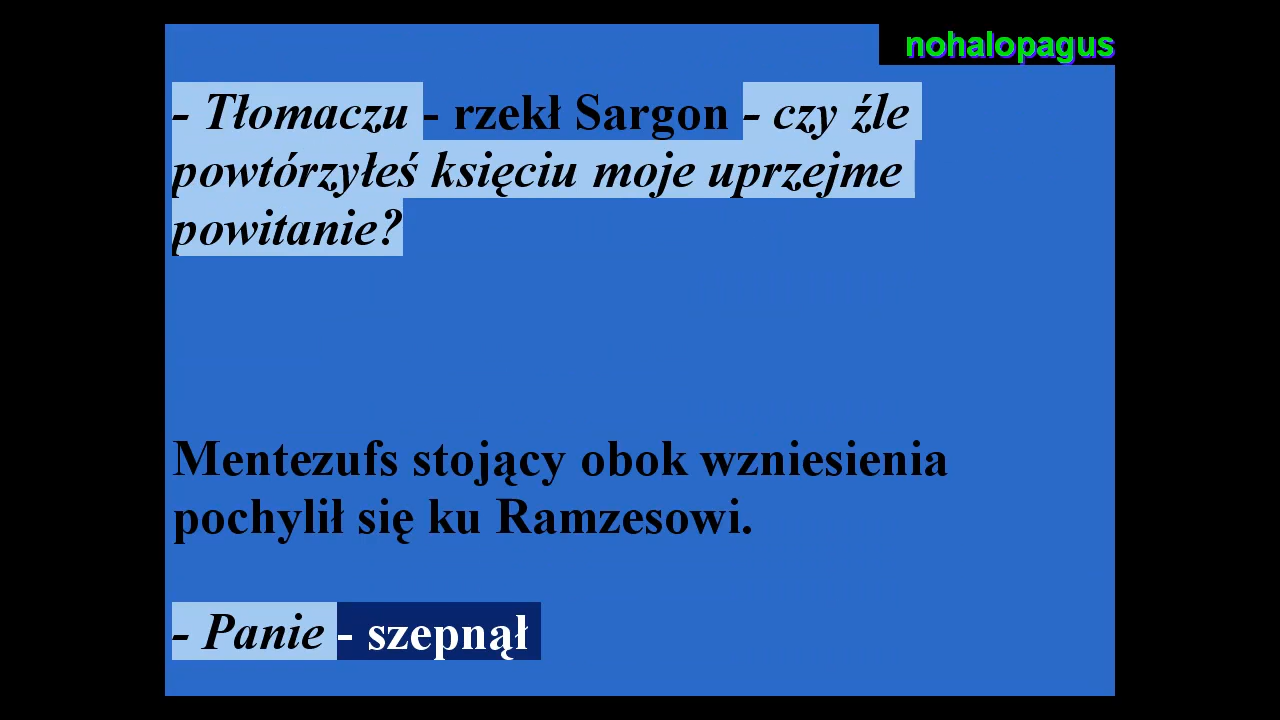 nohalopagus
- Tłomaczu - rzekł Sargon - czy źle
powtórzyłeś księciu moje uprzejme
powitanie?
Mentezufs stojący obok wzniesienia
pochylił się ku Ramzesowi.
- Panie - szepnął